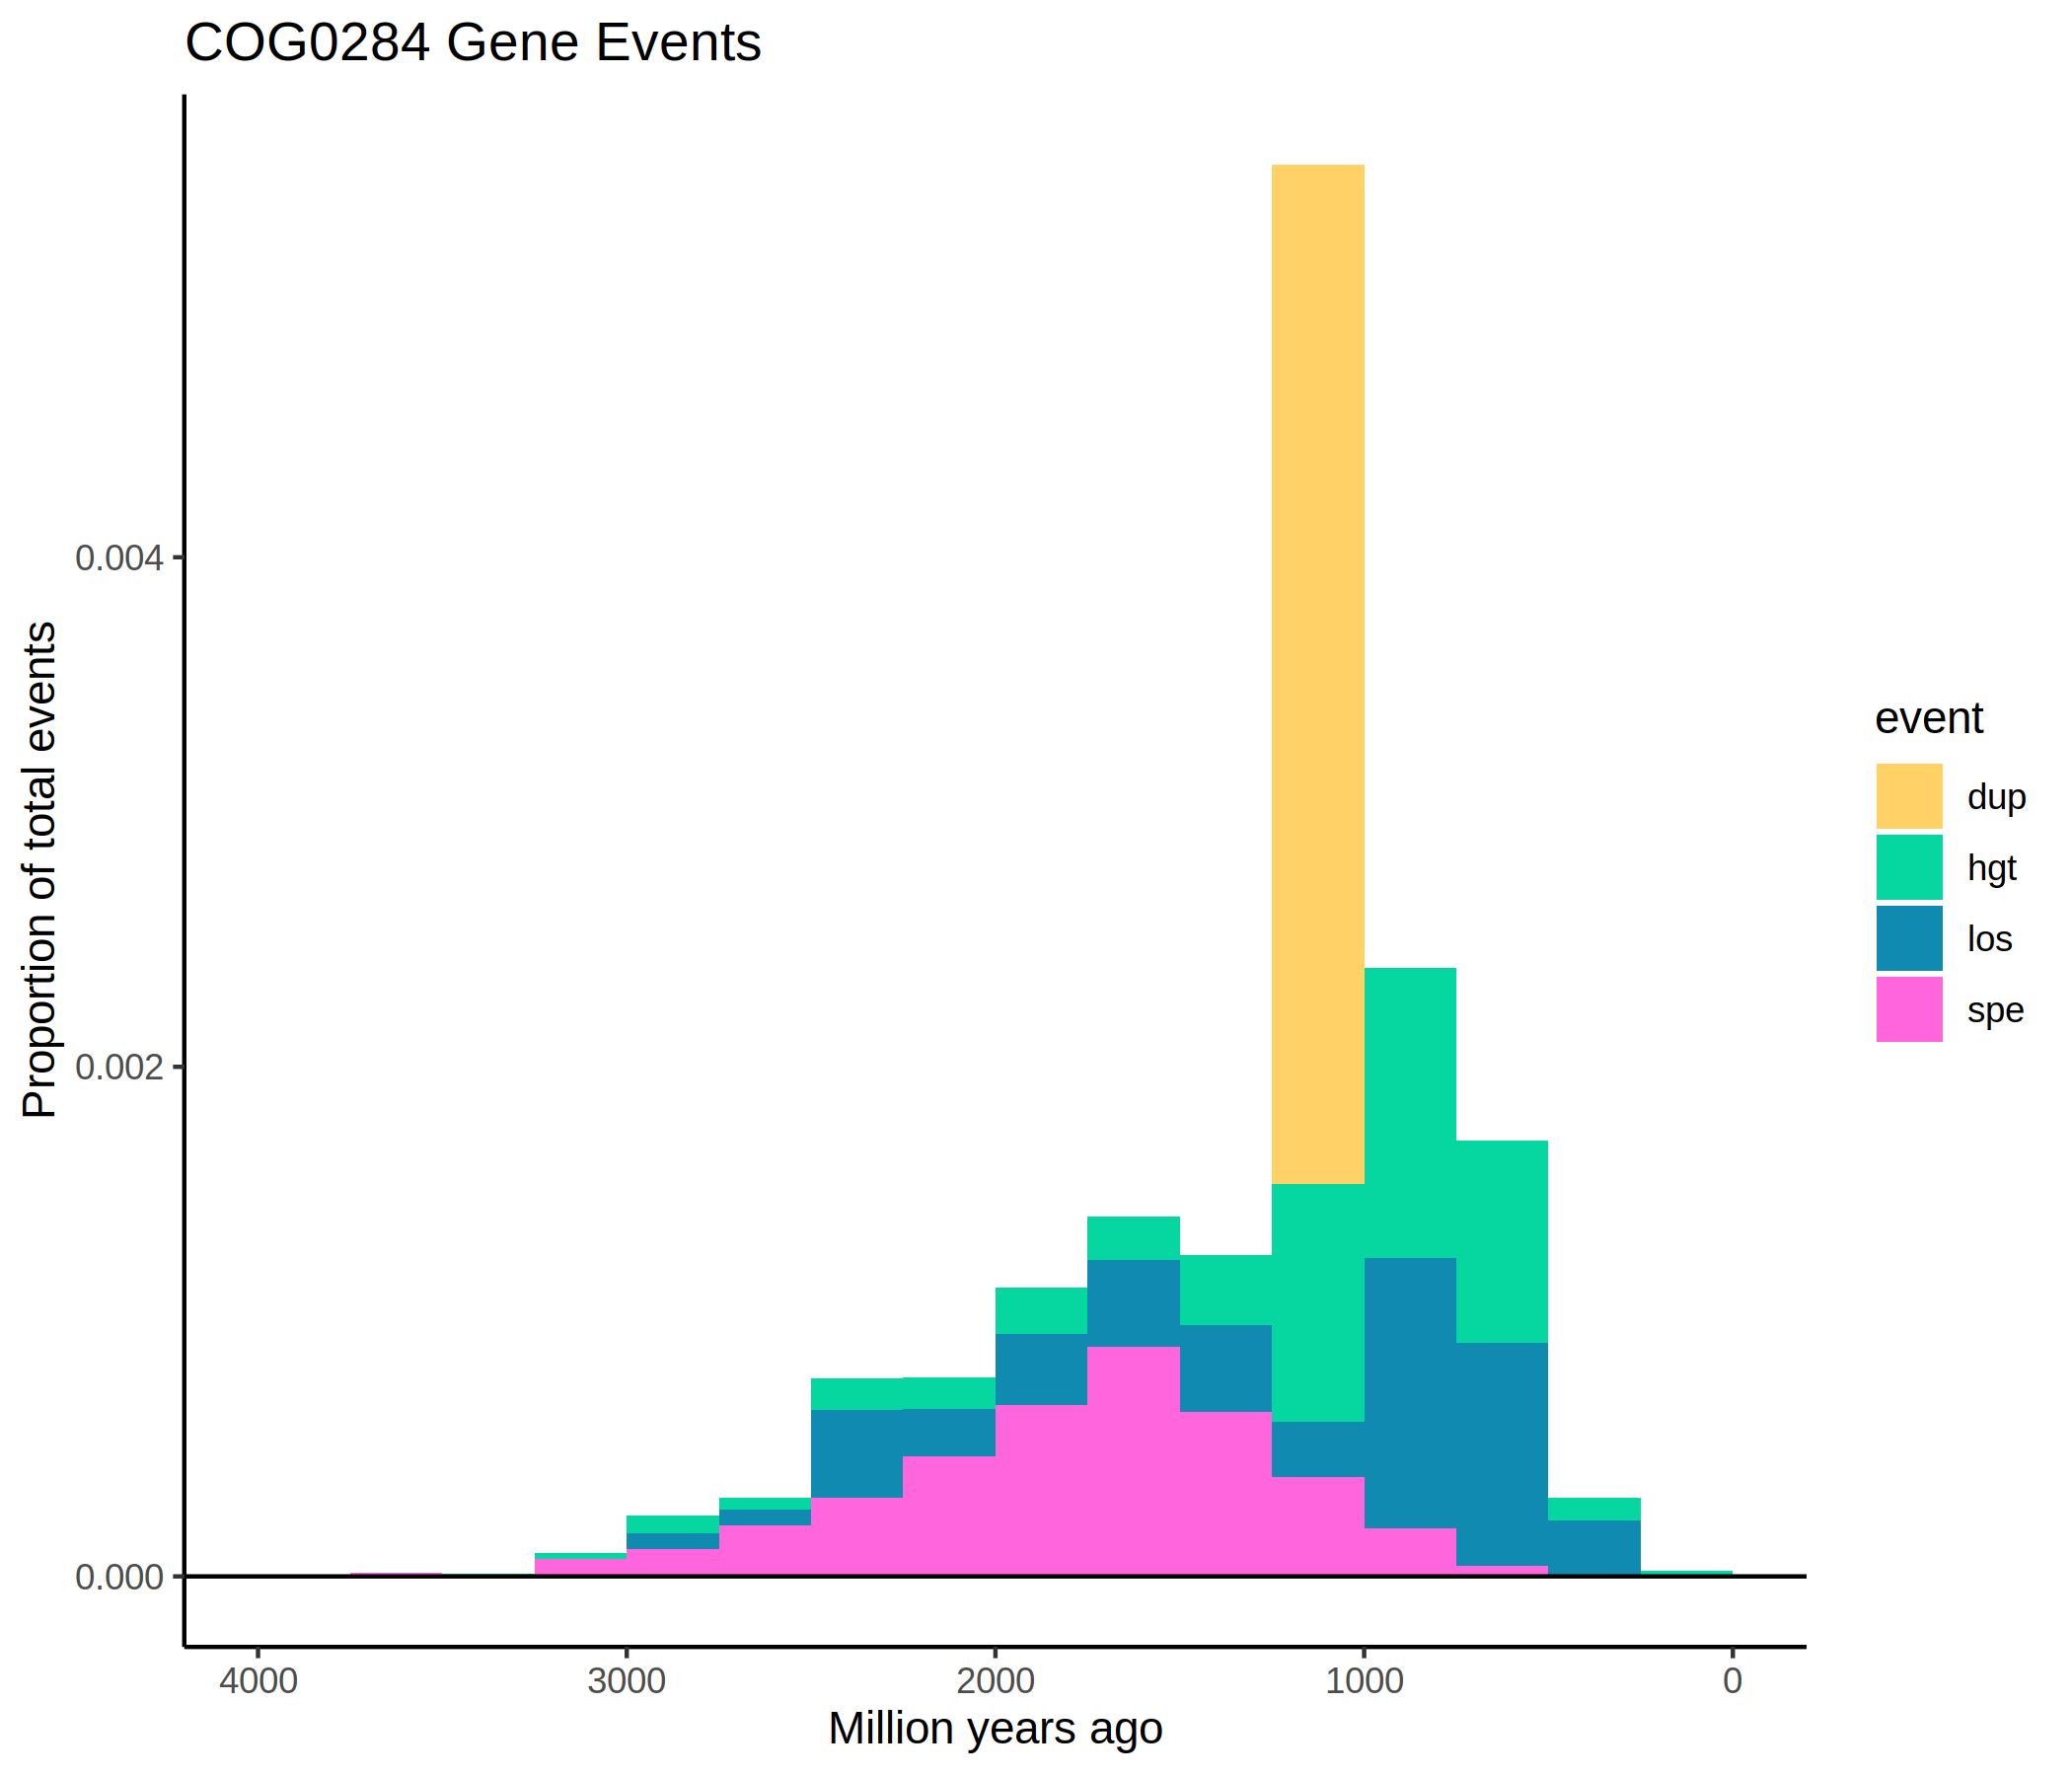 COG0284 Gene Events
Proportion of total events
0.004
0.002
0.000
4000 3000 2000 1000 0
Million years ago
event
dup
hgt
los
spe